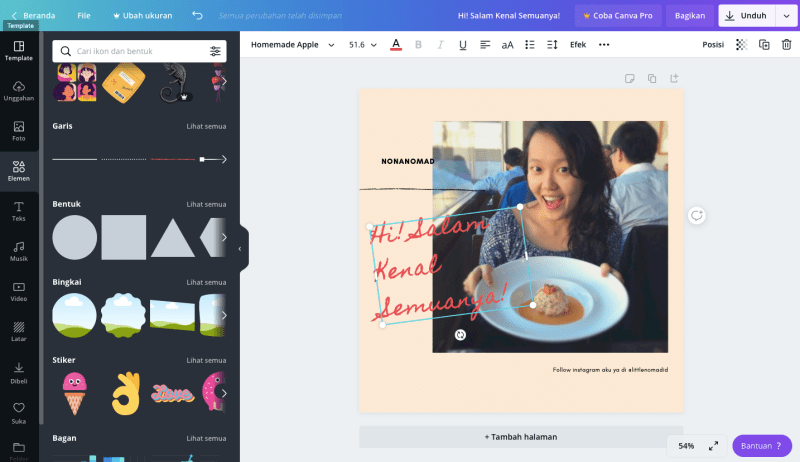 Beranda File Ubah ukuran Semua perubahan telah disimpan Hi! Salam Kenal Semuanya! Coba Canva Pro Bagikan Unduh
Template
Template
Unggahan
Foto
Elemen
Teks
Musik
Video
Latar
Dibeli
Suka
Folder
Cari ikon dan bentuk
Garis Lihat semua
Bentuk Lihat semua
Bingkai Lihat semua
Stiker Lihat semua
Love
Bagan Lihat semua
Homemade Apple 51.6 A B I U aA Efek Posisi
NONANOMAD
Hi! Salam
Kenal
Semuanya!
Follow instagram aku ya di alittlenomadid
+ Tambah halaman
54% Bantuan ?